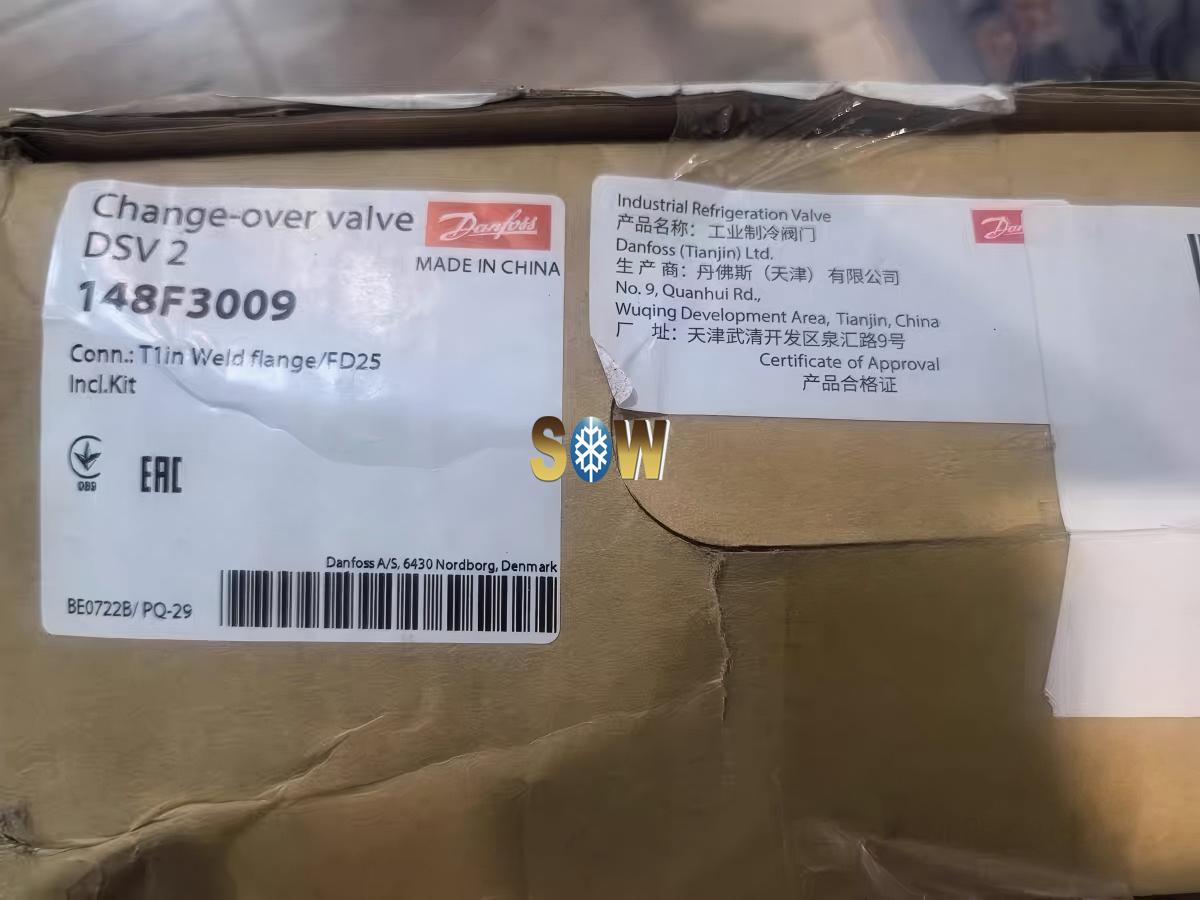 Change-over valve
DSV 2
Danfoss
MADE IN CHINA
148F3009
Conn.: T1in Weld flange/FD25
Incl.Kit
089
EAC
Danfoss A/S, 6430 Nordborg, Denmark
BE0722B/ PQ-29
Industrial Refrigeration Valve
产品名称：工业制冷阀门
Danfoss (Tianjin) Ltd.
生 产 商：丹佛斯（天津）有限公司
No. 9, Quanhui Rd.,
Wuqing Development Area, Tianjin, China
厂 址：天津武清开发区泉汇路9号
Certificate of Approval
产品合格证
Dan
SOW